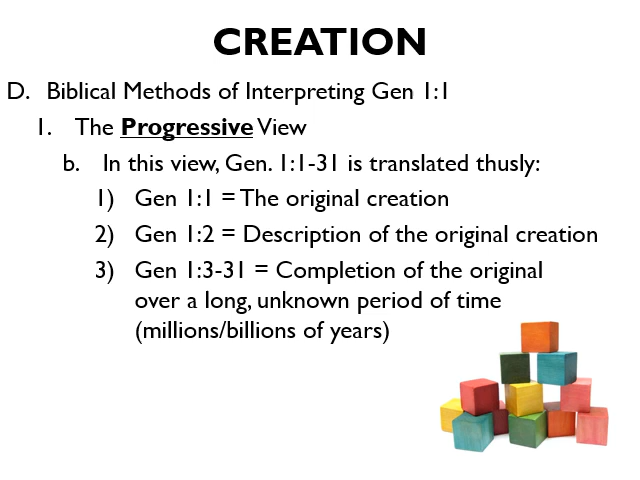 CREATION
D. Biblical Methods of Interpreting Gen 1:1
1. The Progressive View
b. In this view, Gen. 1:1-31 is translated thusly:
1) Gen 1:1 = The original creation
2) Gen 1:2 = Description of the original creation
3) Gen 1:3-31 = Completion of the original
over a long, unknown period of time
(millions/billions of years)